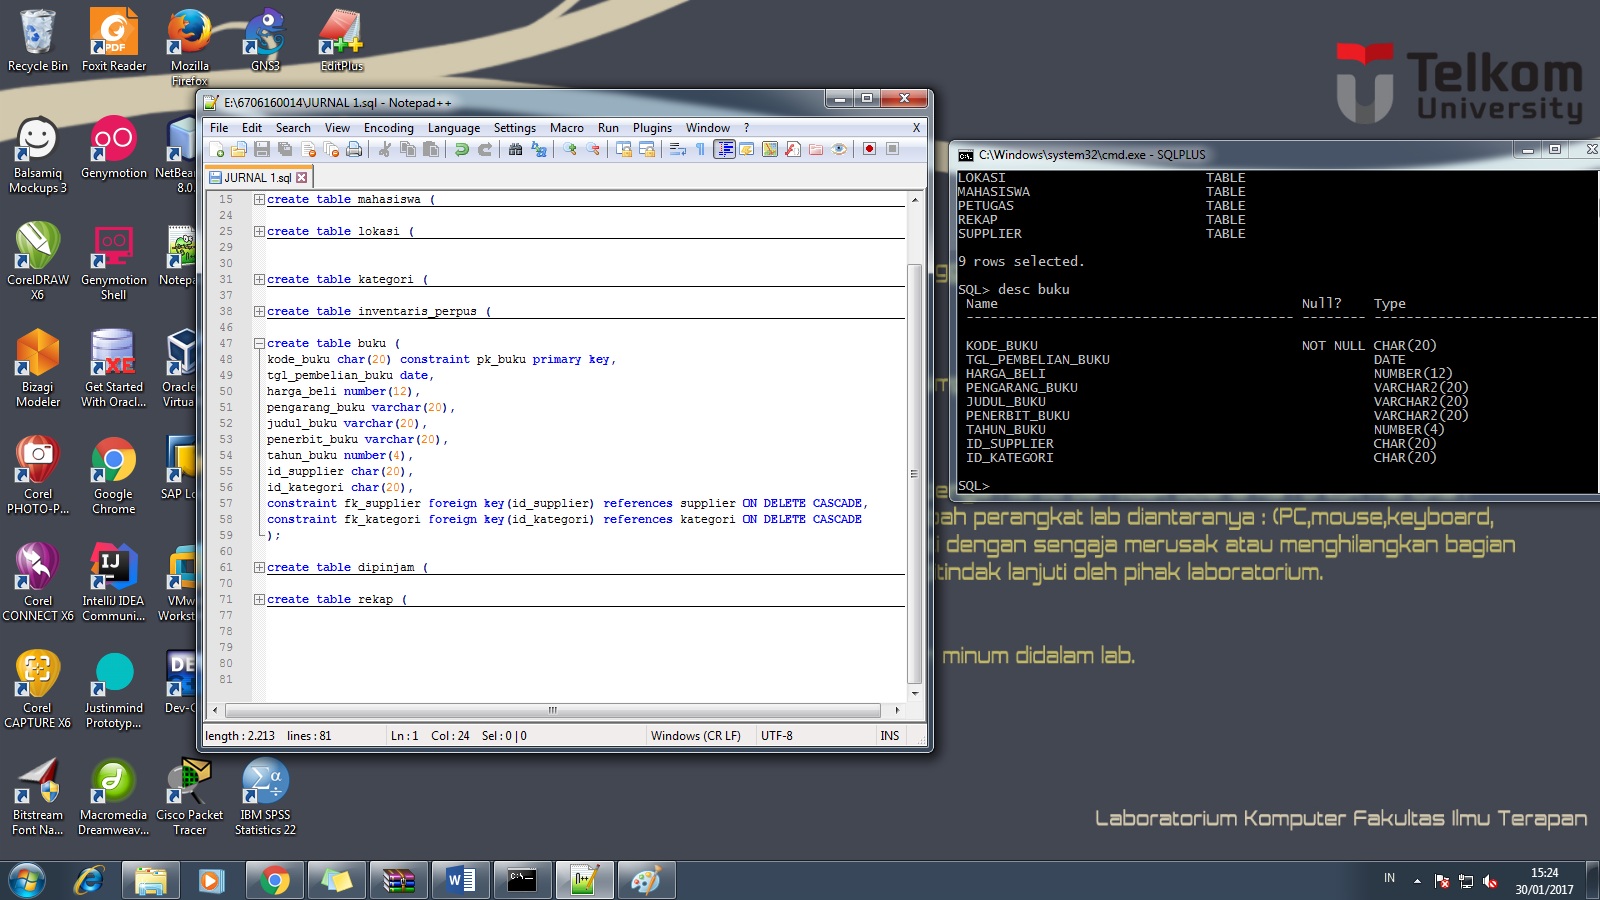 Recycle Bin
Foxit Reader
Mozilla
Firefox
GNS3
EditPlus
Balsamiq
Mockups 3
Genymotion
NetBean
8.0.
CorelDRAW
X6
Genymotion
Shell
Notepa
Bizagi
Modeler
Get Started
With Oracl...
Oracle
Virtua
Corel
PHOTO-P...
Google
Chrome
SAP Lo
Corel
CONNECT X6
IntelliJ IDEA
Communi...
VMw
Workst
Corel
CAPTURE X6
Justinmind
Prototyp...
Dev-C
Bitstream
Font Na...
Macromedia
Dreamweav...
Cisco Packet
Tracer
IBM SPSS
Statistics 22
E:\6706160014\JURNAL 1.sql - Notepad++
File Edit Search View Encoding Language Settings Macro Run Plugins Window ? X
JURNAL 1.sql
15 create table mahasiswa (
24
25 create table lokasi (
29
30
31 create table kategori (
37
38 create table inventaris_perpus (
46
47 create table buku (
48 kode_buku char(20) constraint pk_buku primary key,
49 tgl_pembelian_buku date,
50 harga_beli number(12),
51 pengarang_buku varchar(20),
52 judul_buku varchar(20),
53 penerbit_buku varchar(20),
54 tahun_buku number(4),
55 id_supplier char(20),
56 id_kategori char(20),
57 constraint fk_supplier foreign key(id_supplier) references supplier ON DELETE CASCADE,
58 constraint fk_kategori foreign key(id_kategori) references kategori ON DELETE CASCADE
59 );
60
61 create table dipinjam (
70
71 create table rekap (
77
78
79
80
81
length : 2.213 lines : 81 Ln : 1 Col : 24 Sel : 0 | 0 Windows (CR LF) UTF-8 INS
Telkom
University
C:\Windows\system32\cmd.exe - SQLPLUS
LOKASI TABLE
MAHASISWA TABLE
PETUGAS TABLE
REKAP TABLE
SUPPLIER TABLE
9 rows selected.
SQL> desc buku
Name Null? Type
KODE_BUKU NOT NULL CHAR(20)
TGL_PEMBELIAN_BUKU DATE
HARGA_BELI NUMBER(12)
PENGARANG_BUKU VARCHAR2(20)
JUDUL_BUKU VARCHAR2(20)
PENERBIT_BUKU VARCHAR2(20)
TAHUN_BUKU NUMBER(4)
ID_SUPPLIER CHAR(20)
ID_KATEGORI CHAR(20)
SQL>
bah perangkat lab diantaranya : (PC,mouse,keyboard,
i dengan sengaja merusak atau menghilangkan bagian
tindak lanjuti oleh pihak laboratorium.
minum didalam lab.
Laboratorium Komputer Fakultas Ilmu Terapan
IN
15:24
30/01/2017